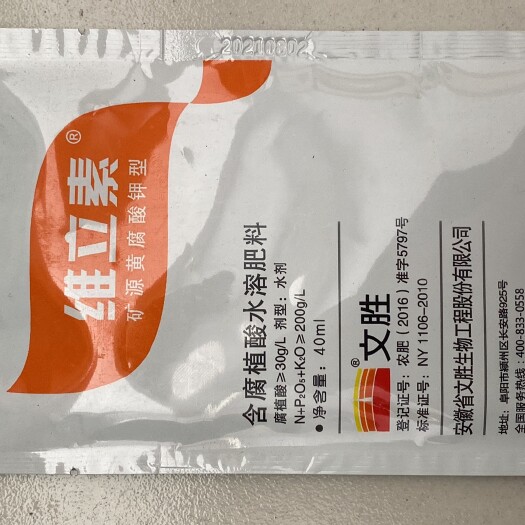 20210802
维立素®
矿源黄腐酸钾型
含腐植酸水溶肥料
腐植酸≥30g/L 剂型：水剂
N+P₂O₅+K₂O≥200g/L
• 净含量：40ml
® 文胜
登记证号：农肥（2016）准字5797号
标准证号：NY 1106-2010
安徽省文胜生物工程股份有限公司
地址：阜阳市颍州区长安路925号
全国服务热线：400-833-0558